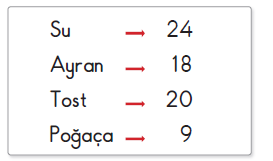 Su → 24
Ayran → 18
Tost → 20
Poğaça → 9